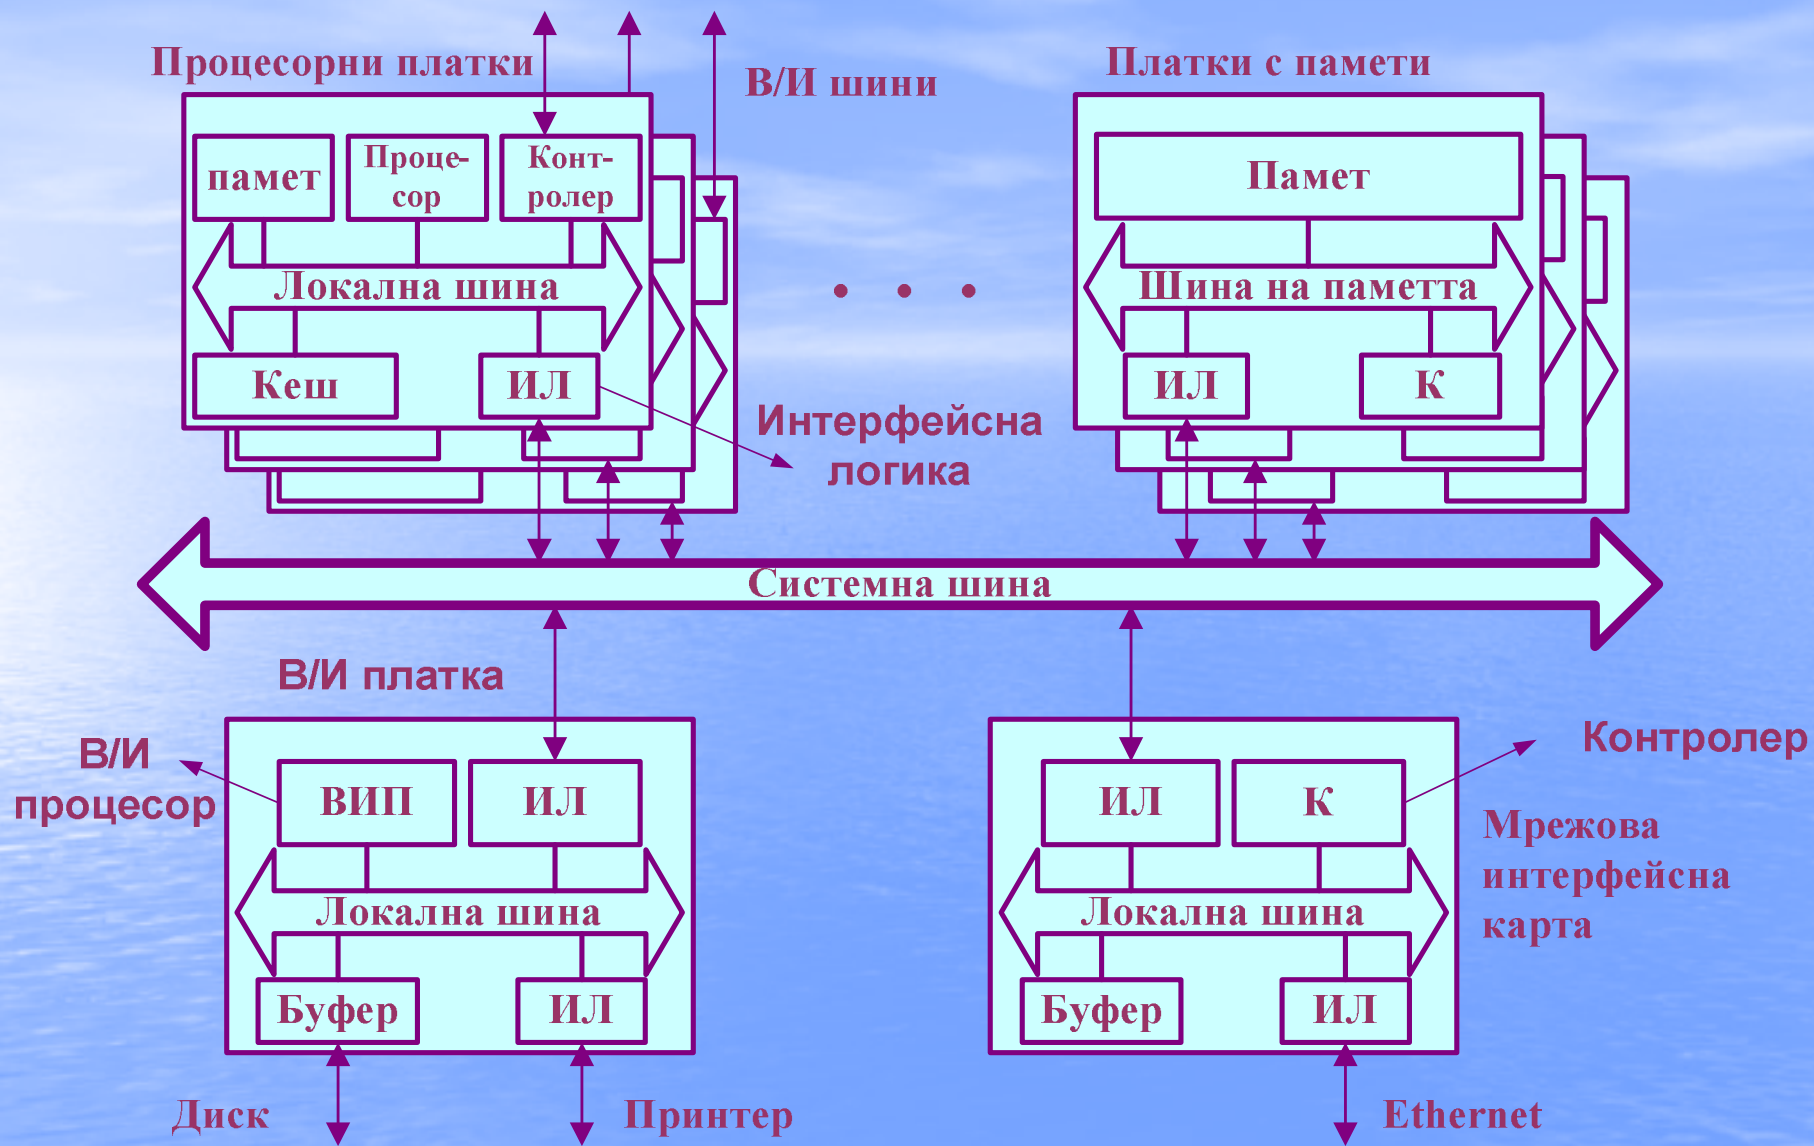 Процесорни платки
В/И шини
Платки с памети
памет
Проце-
сор
Конт-
ролер
Локална шина
Кеш
ИЛ
Интерфейсна
логика
. . .
Памет
Шина на паметта
ИЛ
К
Системна шина
В/И платка
В/И
процесор
ВИП
ИЛ
Локална шина
Буфер
ИЛ
Диск
Принтер
ИЛ
К
Контролер
Мрежова
интерфейсна
карта
Локална шина
Буфер
ИЛ
Ethernet